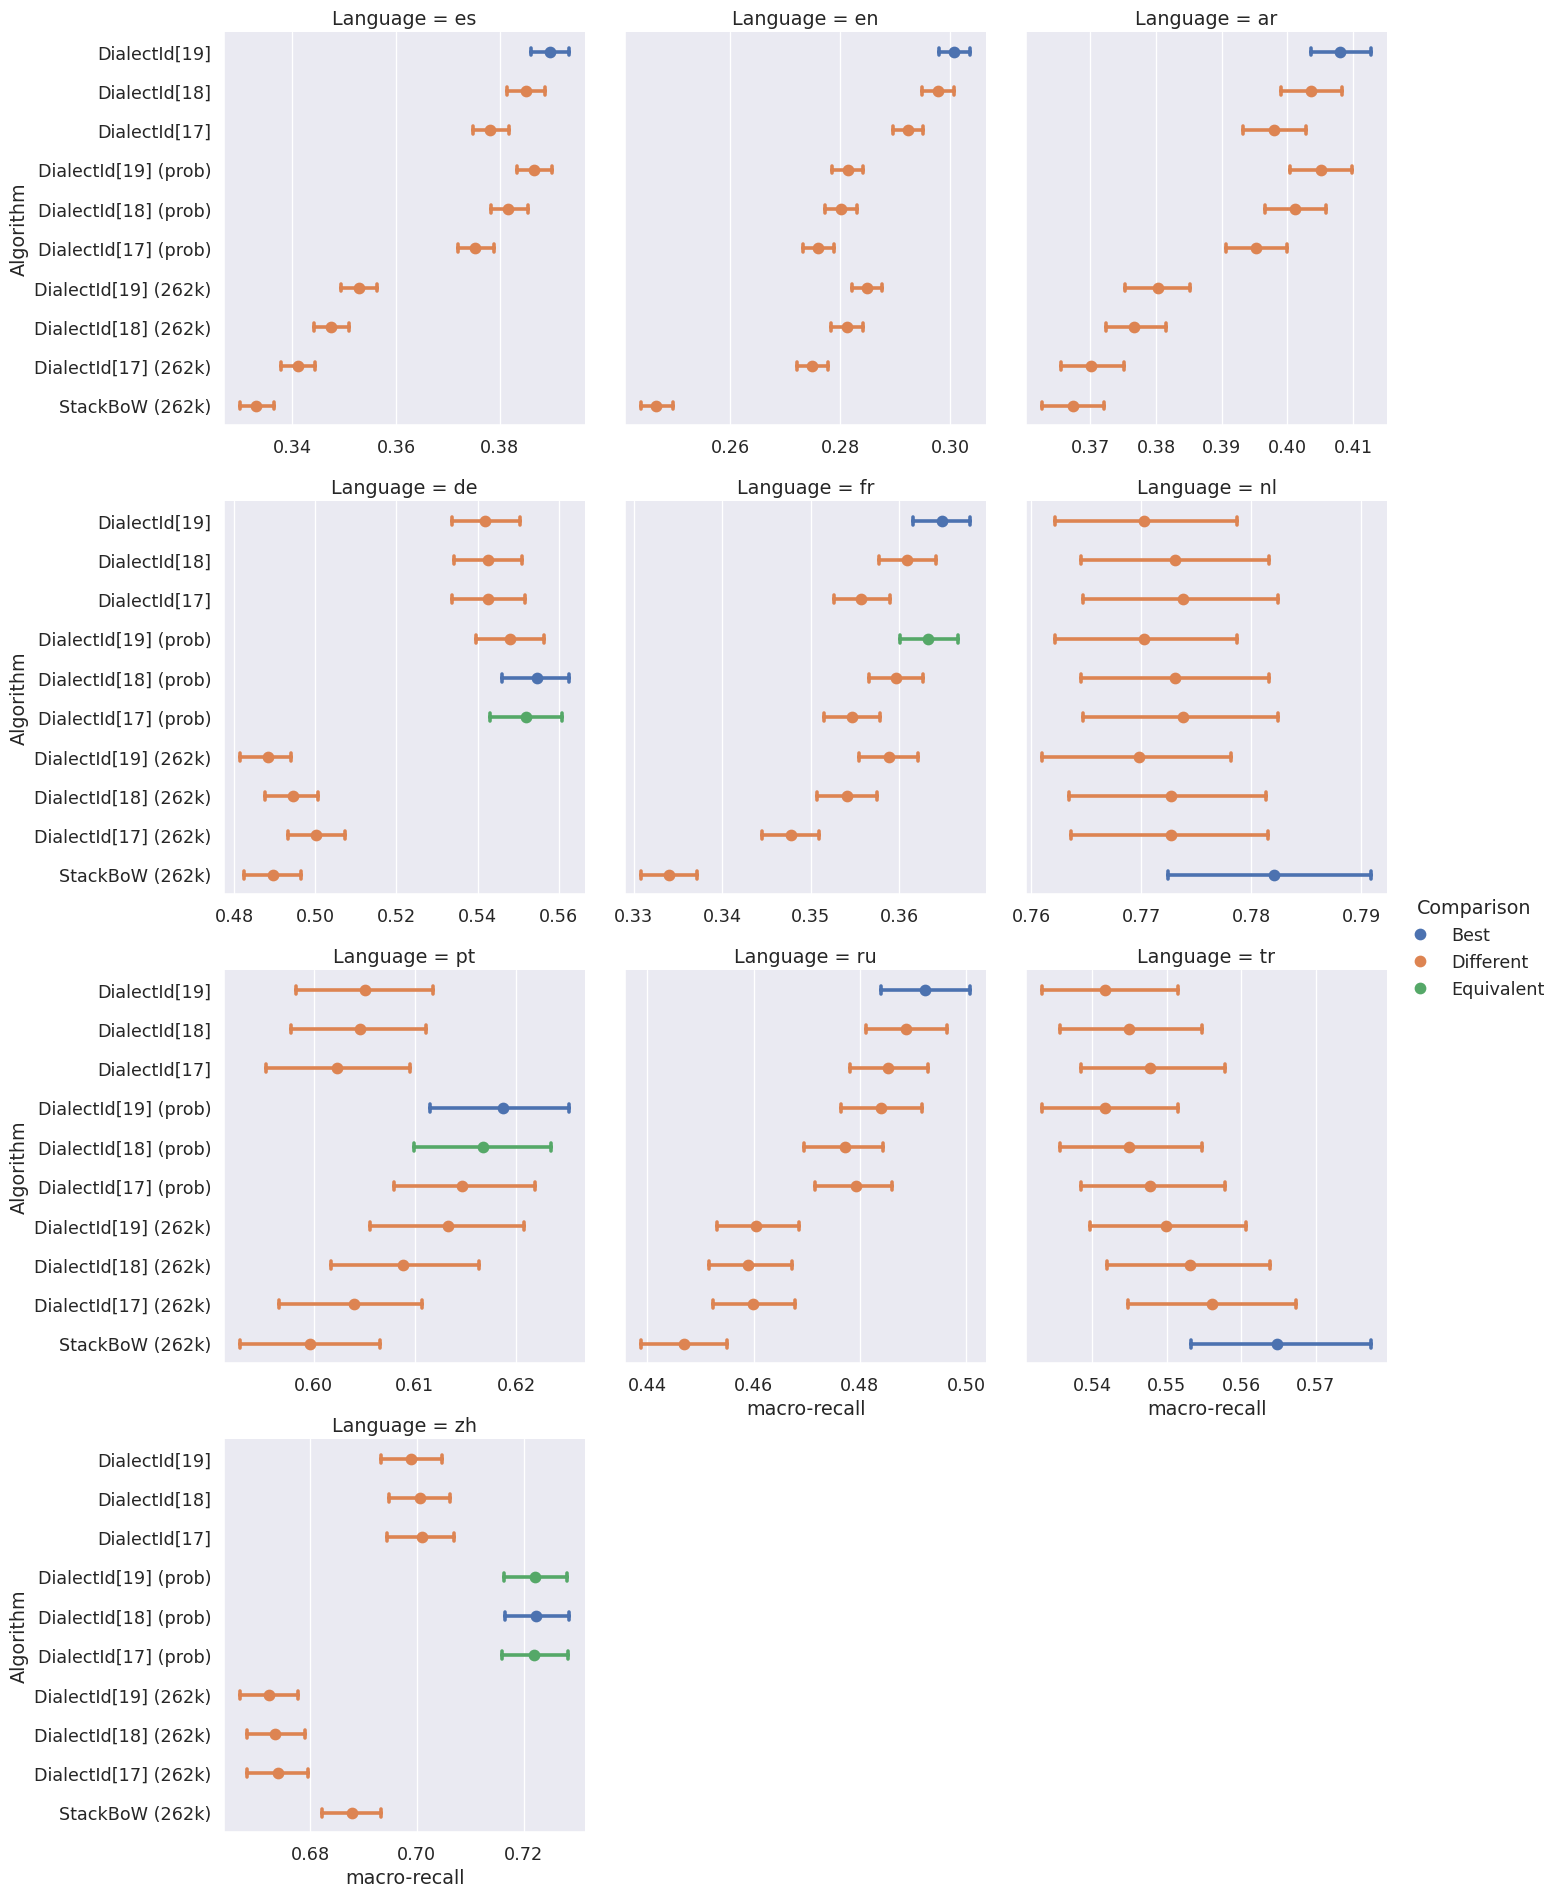 Language = es
Language = en
Language = ar
Algorithm
DialectId[19]
DialectId[18]
DialectId[17]
DialectId[19] (prob)
DialectId[18] (prob)
DialectId[17] (prob)
DialectId[19] (262k)
DialectId[18] (262k)
DialectId[17] (262k)
StackBoW (262k)
0.34 0.36 0.38
0.26 0.28 0.30
0.37 0.38 0.39 0.40 0.41
Language = de
Language = fr
Language = nl
Algorithm
DialectId[19]
DialectId[18]
DialectId[17]
DialectId[19] (prob)
DialectId[18] (prob)
DialectId[17] (prob)
DialectId[19] (262k)
DialectId[18] (262k)
DialectId[17] (262k)
StackBoW (262k)
0.48 0.50 0.52 0.54 0.56
0.33 0.34 0.35 0.36
0.76 0.77 0.78 0.79
Comparison
Best
Different
Equivalent
Language = pt
Language = ru
Language = tr
Algorithm
DialectId[19]
DialectId[18]
DialectId[17]
DialectId[19] (prob)
DialectId[18] (prob)
DialectId[17] (prob)
DialectId[19] (262k)
DialectId[18] (262k)
DialectId[17] (262k)
StackBoW (262k)
0.60 0.61 0.62
0.44 0.46 0.48 0.50
0.54 0.55 0.56 0.57
macro-recall
macro-recall
Language = zh
Algorithm
DialectId[19]
DialectId[18]
DialectId[17]
DialectId[19] (prob)
DialectId[18] (prob)
DialectId[17] (prob)
DialectId[19] (262k)
DialectId[18] (262k)
DialectId[17] (262k)
StackBoW (262k)
0.68 0.70 0.72
macro-recall